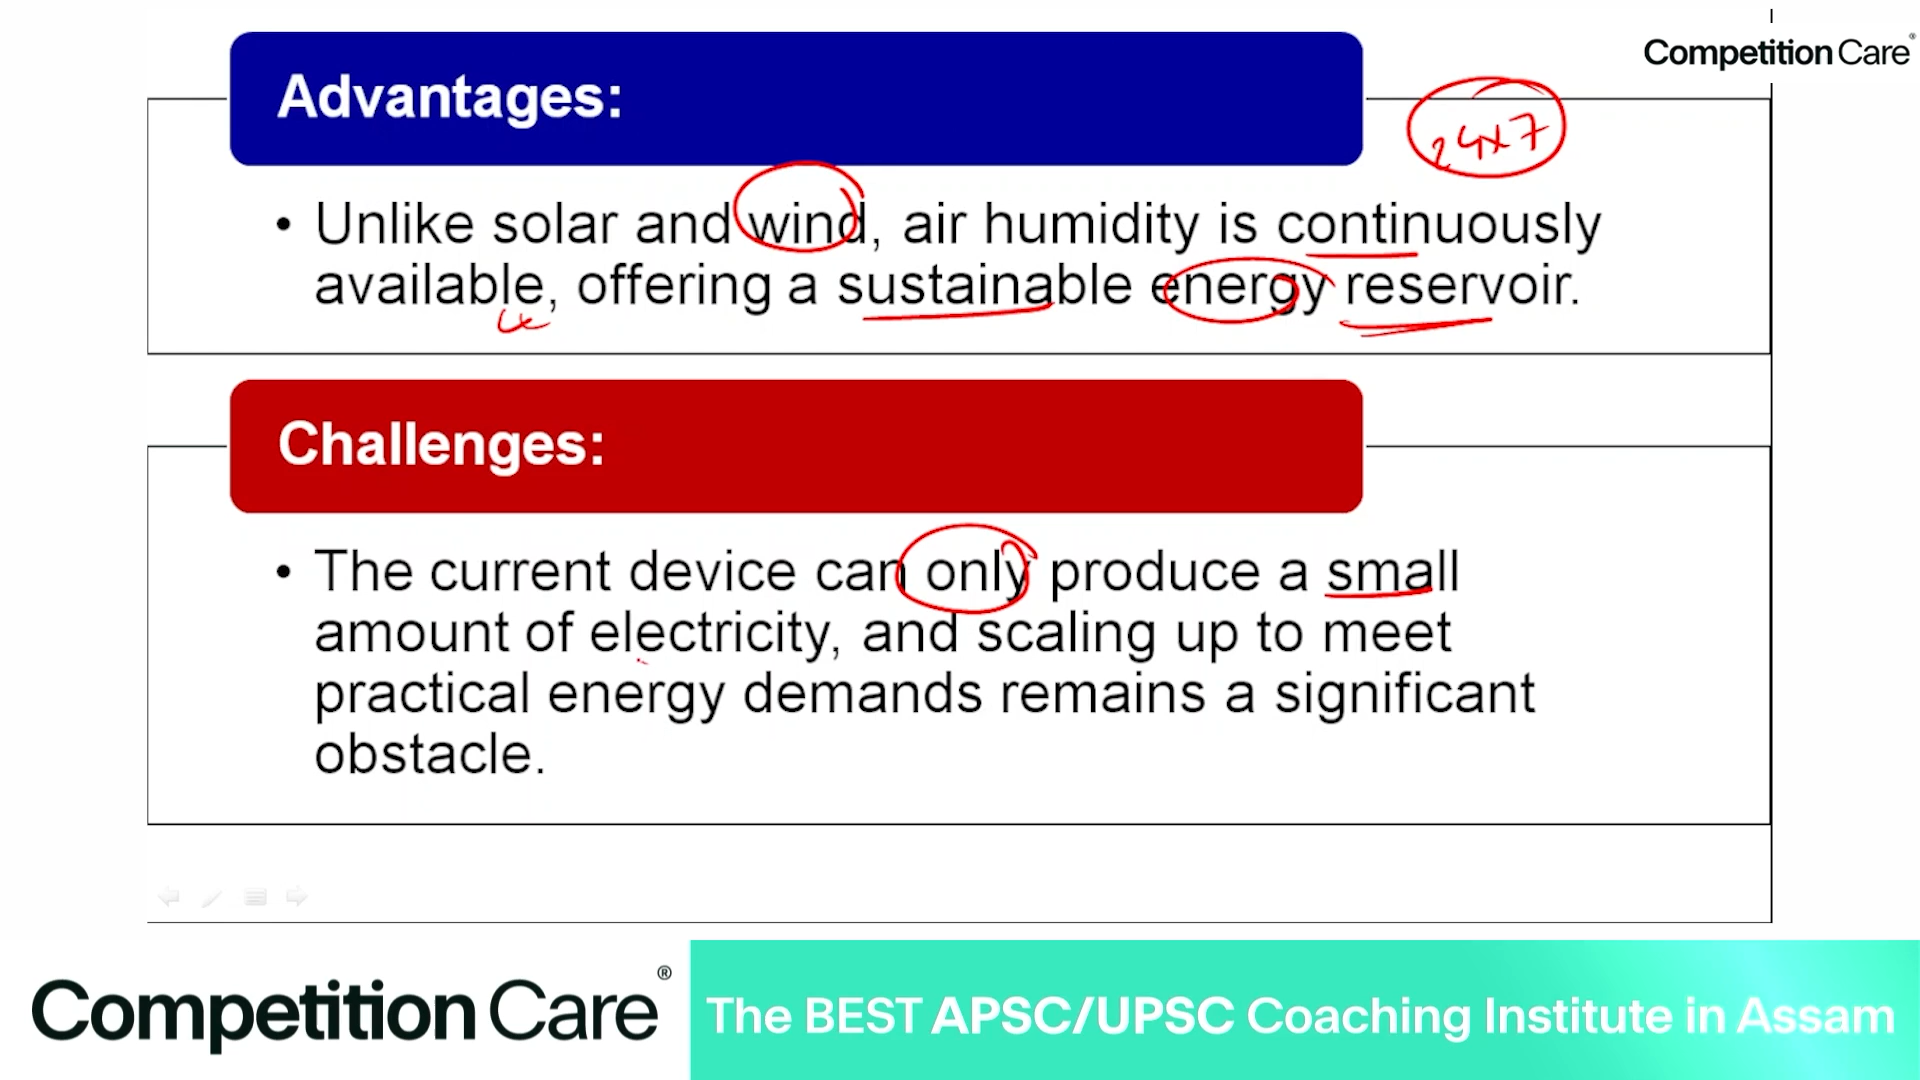 Competition Care®
Advantages:
24x7
• Unlike solar and wind, air humidity is continuously
available, offering a sustainable energy reservoir.
Challenges:
• The current device can only produce a small
amount of electricity, and scaling up to meet
practical energy demands remains a significant
obstacle.
Competition Care®
The BEST APSC/UPSC Coaching Institute in Assam